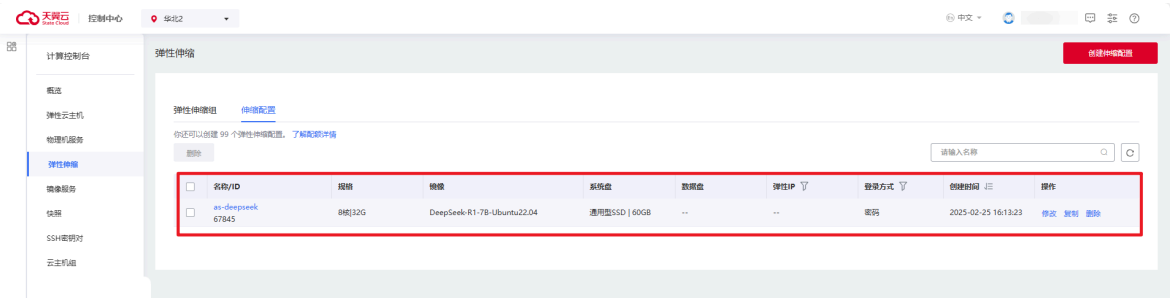 天翼云 State Cloud 控制中心 华北2 中文
计算控制台
弹性伸缩 创建伸缩配置
概览
弹性云主机
物理机服务
弹性伸缩
镜像服务
快照
SSH密钥对
云主机组
弹性伸缩组 伸缩配置
你还可以创建 99 个弹性伸缩配置。 了解配额详情
删除 请输入名称
名称/ID 规格 镜像 系统盘 数据盘 弹性IP 登录方式 创建时间 操作
as-deepseek
67845 8核|32G DeepSeek-R1-7B-Ubuntu22.04 通用型SSD | 60GB -- -- 密码 2025-02-25 16:13:23 修改 复制 删除